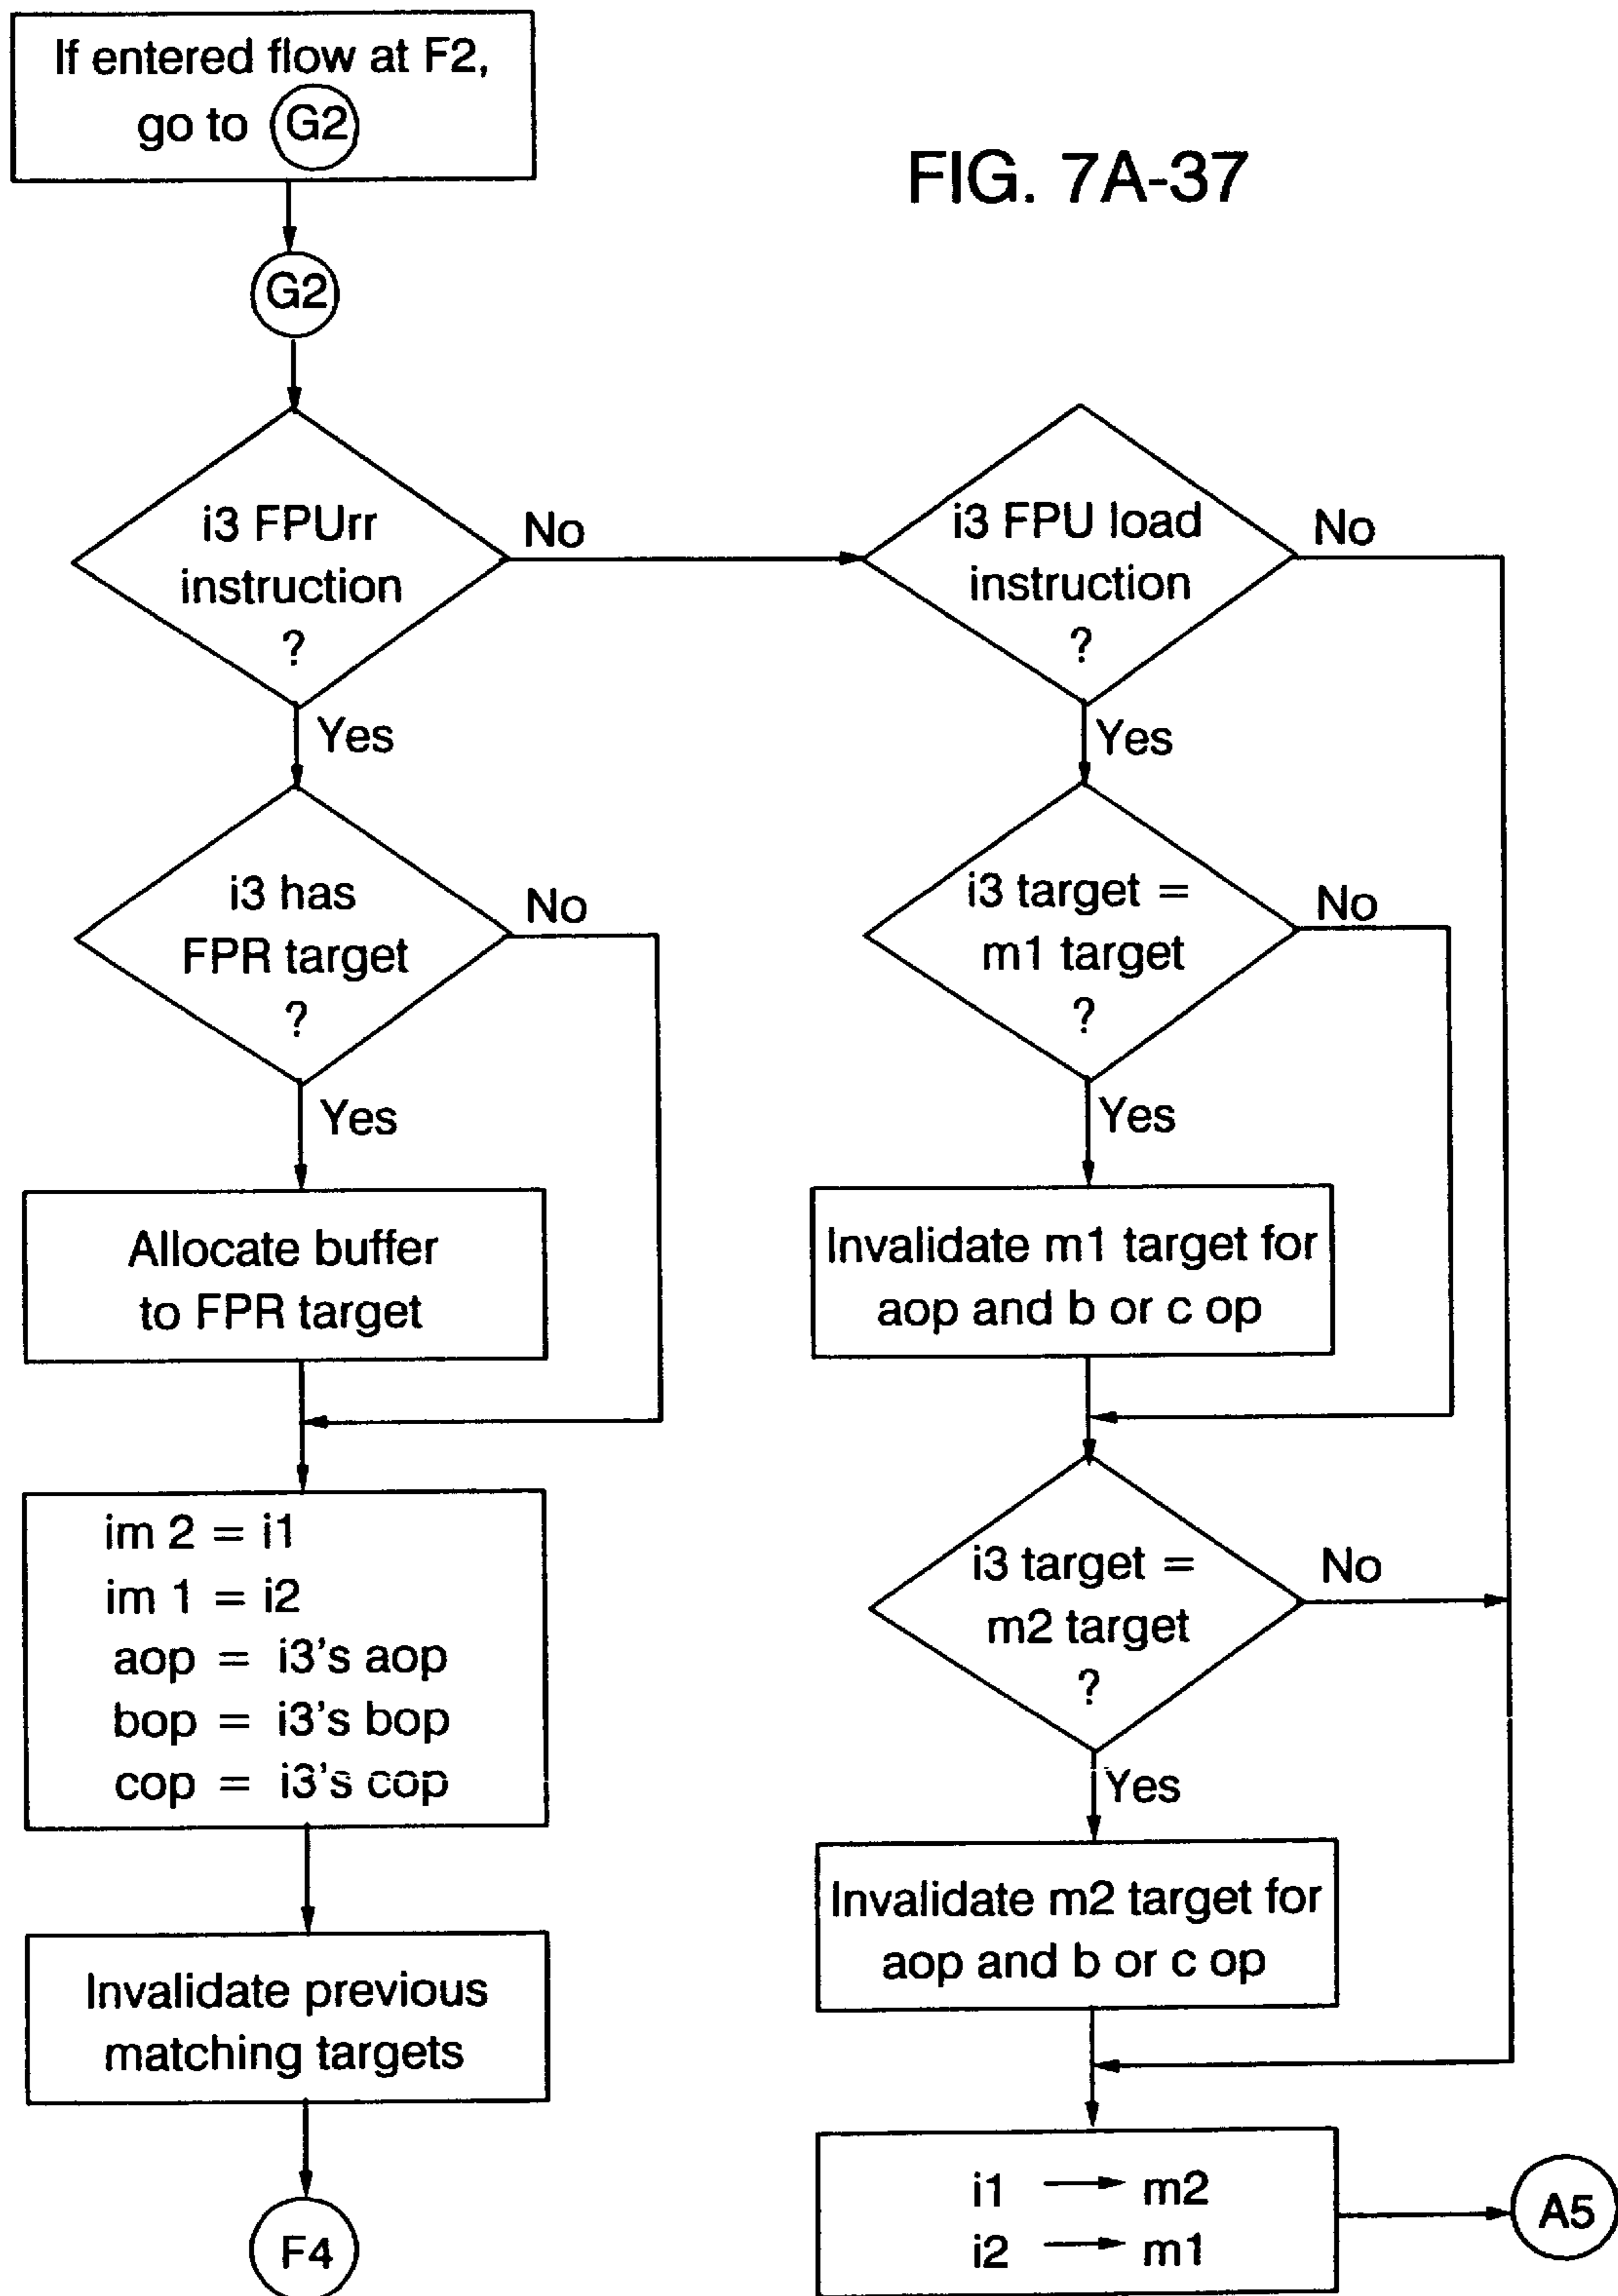 If entered flow at F2,
go to G2
FIG. 7A-37
G2
i3 FPUrr
instruction
?
No
Yes
i3 FPU load
instruction
?
No
Yes
i3 has
FPR target
?
No
Yes
i3 target =
m1 target
?
No
Yes
Allocate buffer
to FPR target
Invalidate m1 target for
aop and b or c op
im 2 = i1
im 1 = i2
aop = i3's aop
bop = i3's bop
cop = i3's cop
i3 target =
m2 target
?
No
Yes
Invalidate previous
matching targets
Invalidate m2 target for
aop and b or c op
F4
i1 → m2
i2 → m1
A5